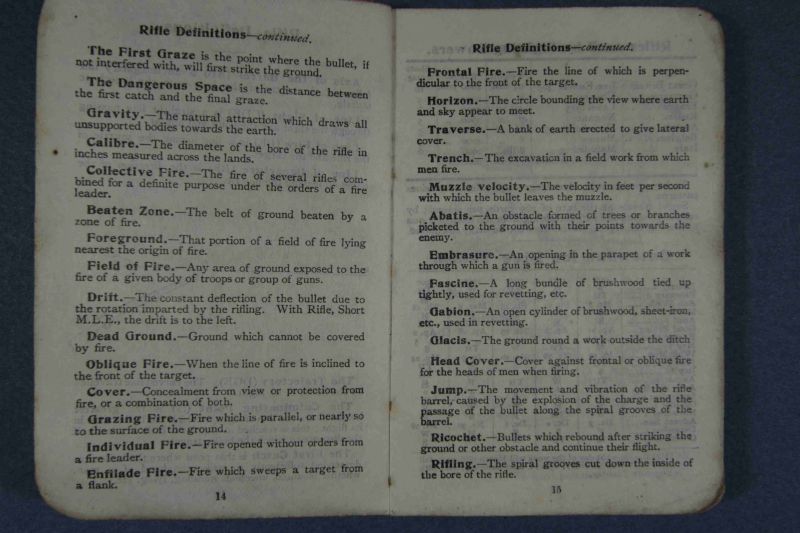 Rifle Definitions—continued.
The First Graze is the point where the bullet, if
not interfered with, will first strike the ground.
The Dangerous Space is the distance between
the first catch and the final graze.
Gravity.—The natural attraction which draws all
unsupported bodies towards the earth.
Calibre.—The diameter of the bore of the rifle in
inches measured across the lands.
Collective Fire.—The fire of several rifles com-
bined for a definite purpose under the orders of a fire
leader.
Beaten Zone.—The belt of ground beaten by a
zone of fire.
Foreground.—That portion of a field of fire lying
nearest the origin of fire.
Field of Fire.—Any area of ground exposed to the
fire of a given body of troops or group of guns.
Drift.—The constant deflection of the bullet due to
the rotation imparted by the rifling. With Rifle, Short
M.L.E., the drift is to the left.
Dead Ground.—Ground which cannot be covered
by fire.
Oblique Fire.—When the line of fire is inclined to
the front of the target.
Cover.—Concealment from view or protection from
fire, or a combination of both.
Grazing Fire.—Fire which is parallel, or nearly so
to the surface of the ground.
Individual Fire.—Fire opened without orders from
a fire leader.
Enfilade Fire.—Fire which sweeps a target from
a flank.
14
Rifle Definitions—continued.
Frontal Fire.—Fire the line of which is perpen-
dicular to the front of the target.
Horizon.—The circle bounding the view where earth
and sky appear to meet.
Traverse.—A bank of earth erected to give lateral
cover.
Trench.—The excavation in a field work from which
men fire.
Muzzle velocity.—The velocity in feet per second
with which the bullet leaves the muzzle.
Abatis.—An obstacle formed of trees or branches
picketed to the ground with their points towards the
enemy.
Embrasure.—An opening in the parapet of a work
through which a gun is fired.
Fascine.—A long bundle of brushwood tied up
tightly, used for revetting, etc.
Gabion.—An open cylinder of brushwood, sheet-iron,
etc., used in revetting.
Glacis.—The ground round a work outside the ditch
Head Cover.—Cover against frontal or oblique fire
for the heads of men when firing.
Jump.—The movement and vibration of the rifle
barrel, caused by the explosion of the charge and the
passage of the bullet along the spiral grooves of the
barrel.
Ricochet.—Bullets which rebound after striking the
ground or other obstacle and continue their flight.
Rifling.—The spiral grooves cut down the inside of
the bore of the rifle.
15